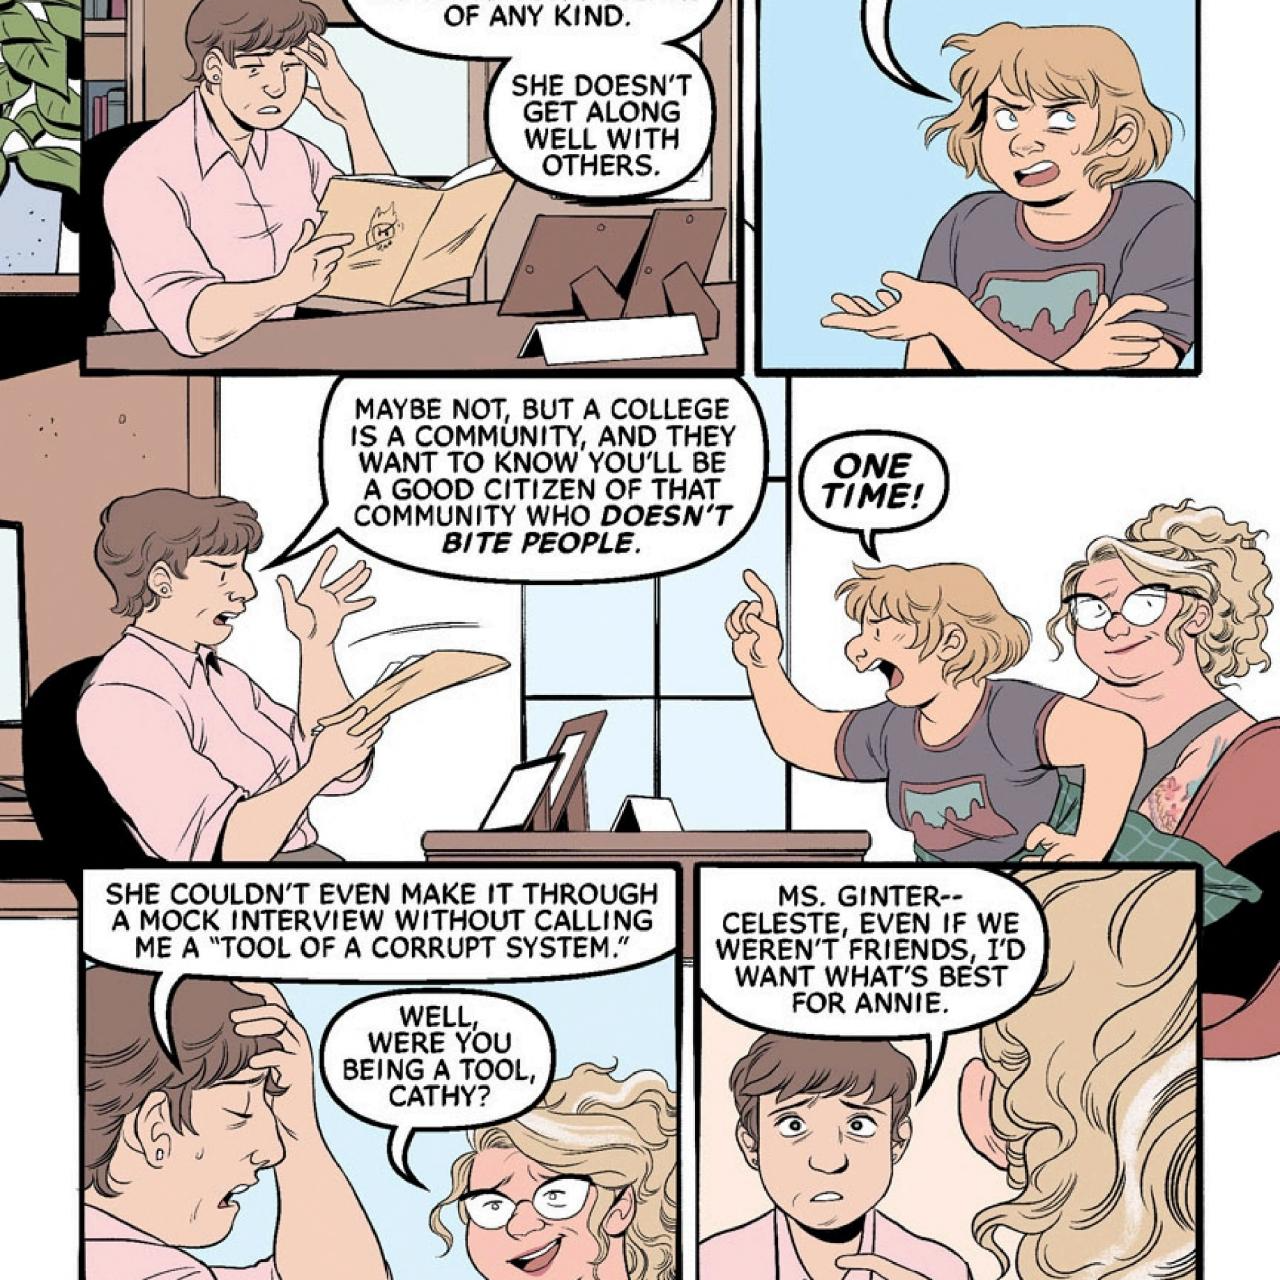 OF ANY KIND.
SHE DOESN'T
GET ALONG
WELL WITH
OTHERS.
MAYBE NOT, BUT A COLLEGE
IS A COMMUNITY, AND THEY
WANT TO KNOW YOU'LL BE
A GOOD CITIZEN OF THAT
COMMUNITY WHO DOESN'T
BITE PEOPLE.
ONE
TIME!
SHE COULDN'T EVEN MAKE IT THROUGH
A MOCK INTERVIEW WITHOUT CALLING
ME A "TOOL OF A CORRUPT SYSTEM."
WELL,
WERE YOU
BEING A TOOL,
CATHY?
MS. GINTER--
CELESTE, EVEN IF WE
WEREN'T FRIENDS, I'D
WANT WHAT'S BEST
FOR ANNIE.